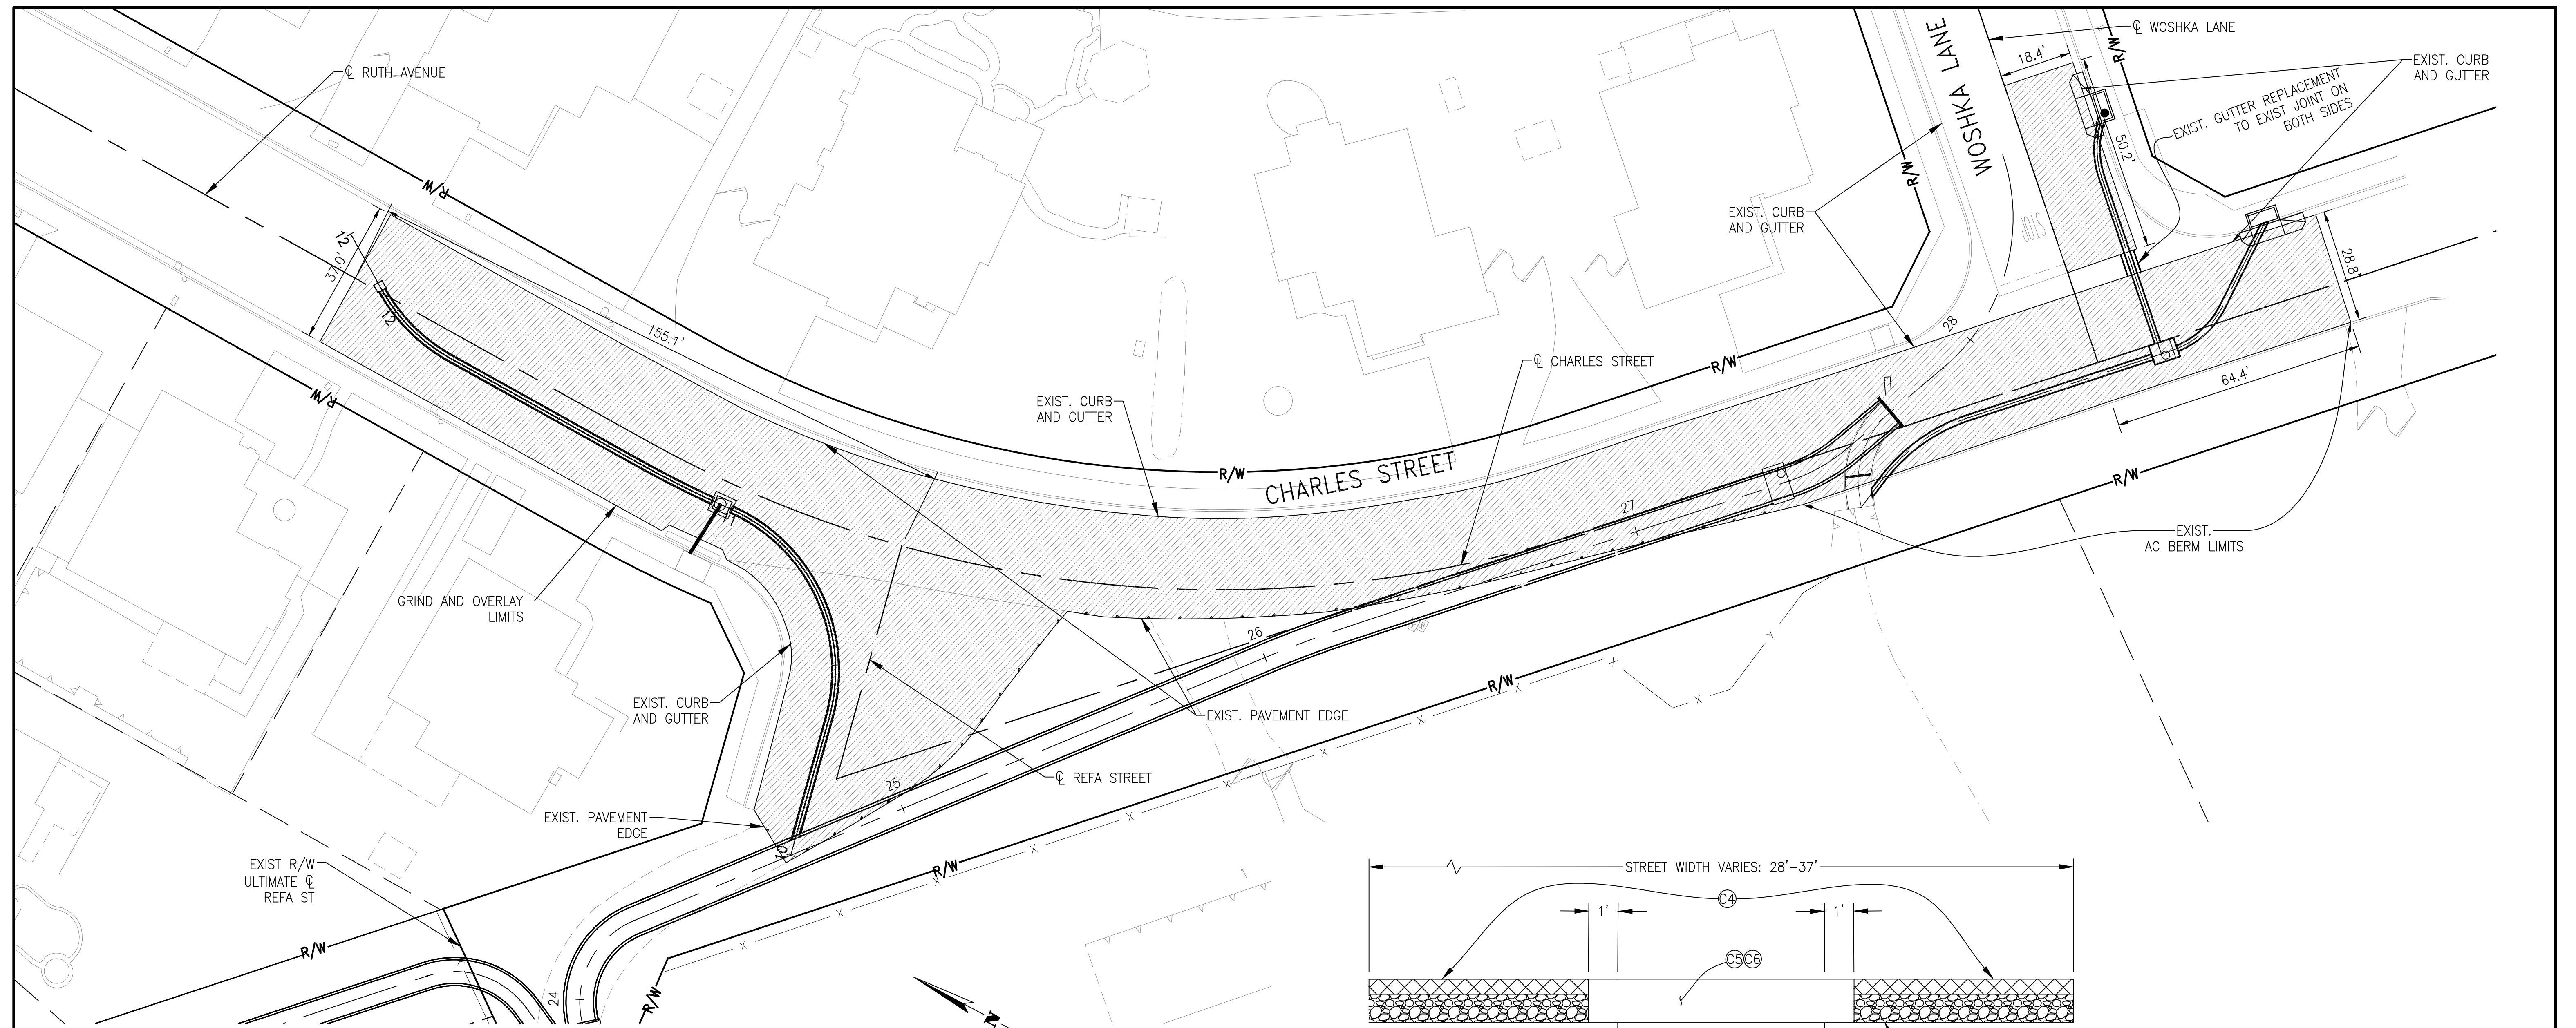 ℄ RUTH AVENUE
R/W
12
37.0'
12
155.1'
R/W
11
GRIND AND OVERLAY
LIMITS
EXIST. CURB
AND GUTTER
EXIST. PAVEMENT
EDGE
10
EXIST R/W
ULTIMATE ℄
REFA ST
R/W
24
R/W
R/W
25
℄ REFA STREET
EXIST. PAVEMENT EDGE
26
EXIST. CURB
AND GUTTER
R/W
CHARLES STREET
℄ CHARLES STREET
27
R/W
R/W
28
EXIST. CURB
AND GUTTER
R/W
WOSHKA LANE
STOP
18.4'
R/W
℄ WOSHKA LANE
EXIST. CURB
AND GUTTER
EXIST. GUTTER REPLACEMENT
TO EXIST JOINT ON
BOTH SIDES
50.2'
28.8'
64.4'
R/W
EXIST.
AC BERM LIMITS
N
STREET WIDTH VARIES: 28'-37'
C4
1'
1'
C5 C6